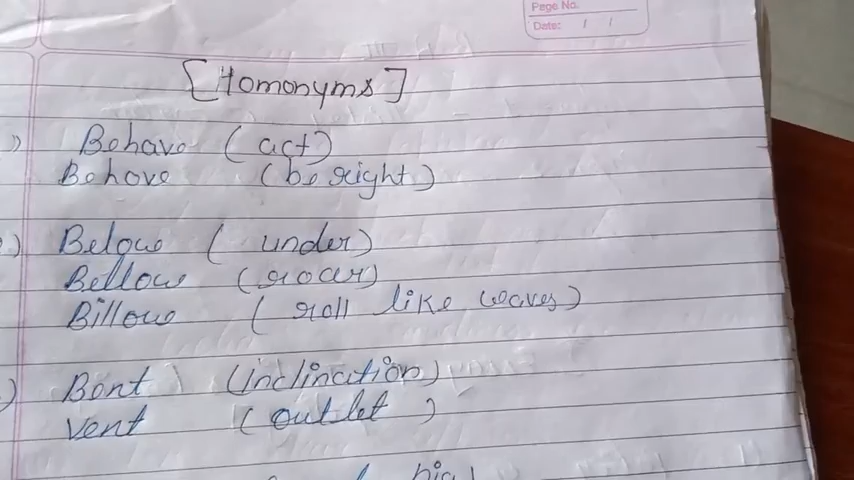 Page No.
Date: / /
[Homonyms]
Behave (act)
Behove (be right)
Below (under)
Bellow (roar)
Billow (roll like waves)
Bent (inclination)
Vent (outlet)